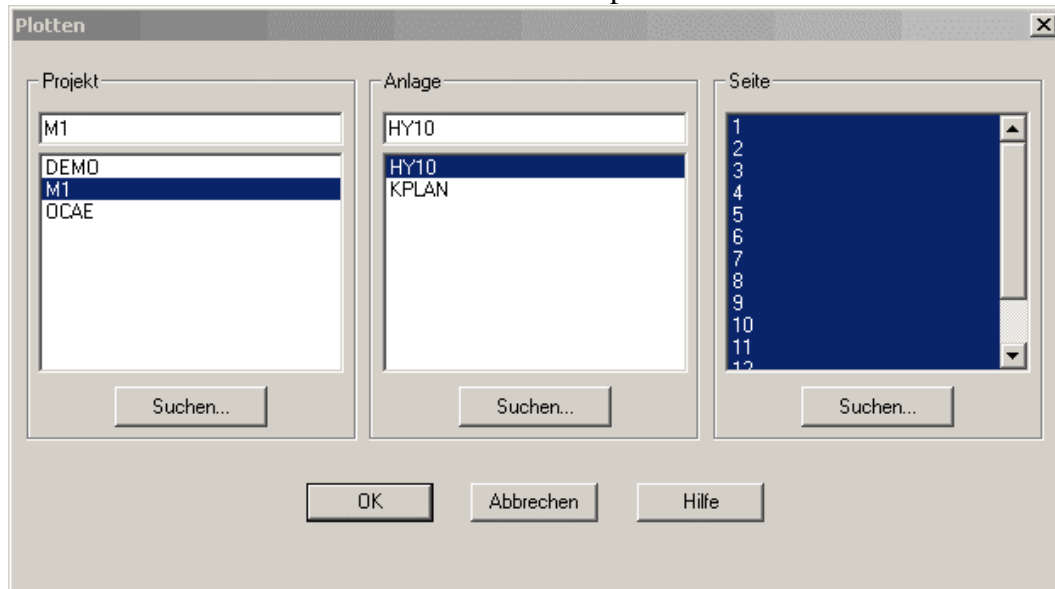 Plotten
Projekt
M1
DEMO
M1
OCAE
Suchen...
Anlage
HY10
HY10
KPLAN
Suchen...
Seite
1
2
3
4
5
6
7
8
9
10
11
12
Suchen...
OK
Abbrechen
Hilfe